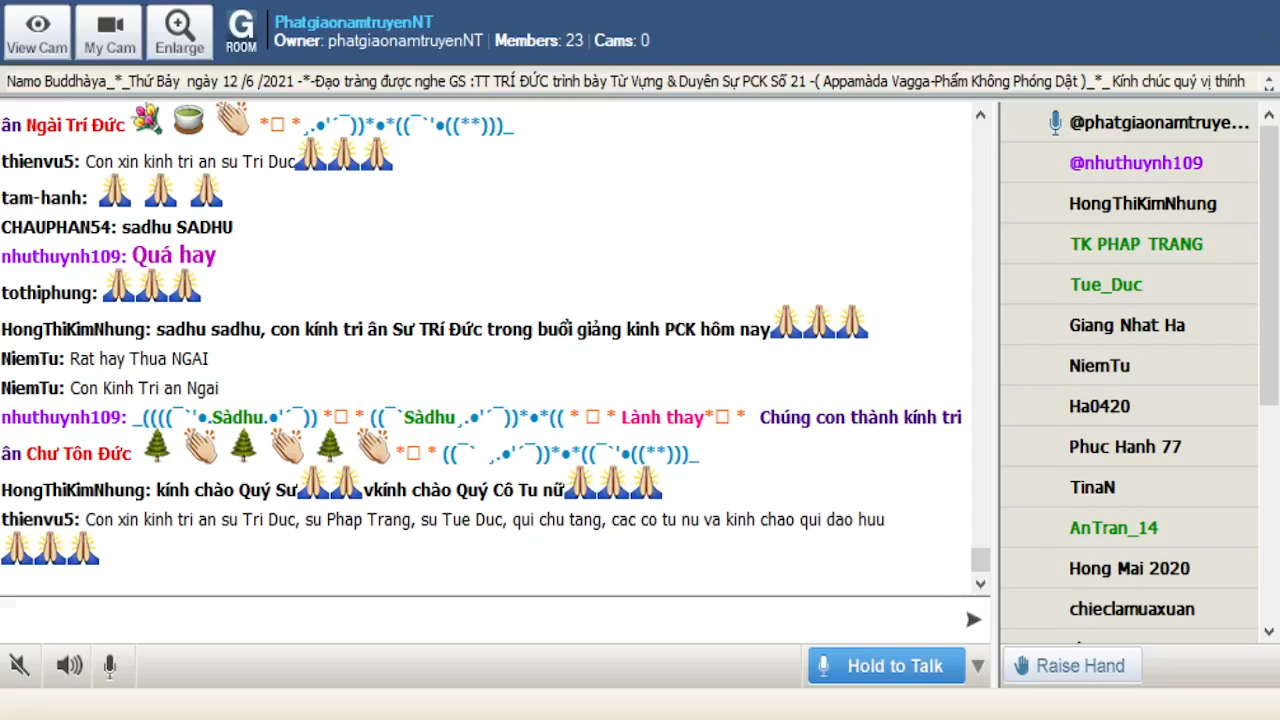 View Cam
My Cam
Enlarge
G
ROOM
PhatgiaonamtruyenNT
Owner: phatgiaonamtruyenNT | Members: 23 | Cams: 0
Namo Buddhàya_*_Thứ Bảy ngày 12 /6 /2021 -*-Đạo tràng được nghe GS :TT TRÍ ĐỨC trình bày Từ Vựng & Duyên Sự PCK Số 21 -( Appamàda Vagga-Phẩm Không Phóng Dật )_*_ Kính chúc quý vị thính
ân Ngài Trí Đức *□ *¸.●'´¯))*●*((¯`'●((**)))_
thienvu5: Con xin kinh tri an su Tri Duc
tam-hanh:
CHAUPHAN54: sadhu SADHU
nhuthuynh109: Quá hay
tothiphung:
HongThiKimNhung: sadhu sadhu, con kính tri ân Sư TRí Đức trong buổi giảng kinh PCK hôm nay
NiemTu: Rat hay Thua NGAI
NiemTu: Con Kinh Tri an Ngai
nhuthuynh109: _((((¯`'●.Sàdhu.●'´¯)) *□ * ((¯`Sàdhu¸.●'´¯))*●*(( * □ * Lành thay*□ * Chúng con thành kính tri
ân Chư Tôn Đức *□ * ((¯` ¸.●'´¯))*●*((¯`'●((**)))_
HongThiKimNhung: kính chào Quý Sư vkính chào Quý Cô Tu nữ
thienvu5: Con xin kinh tri an su Tri Duc, su Phap Trang, su Tue Duc, qui chu tang, cac co tu nu va kinh chao qui dao huu
@phatgiaonamtruye...
@nhuthuynh109
HongThiKimNhung
TK PHAP TRANG
Tue_Duc
Giang Nhat Ha
NiemTu
Ha0420
Phuc Hanh 77
TinaN
AnTran_14
Hong Mai 2020
chieclamuaxuan
Hold to Talk
Raise Hand